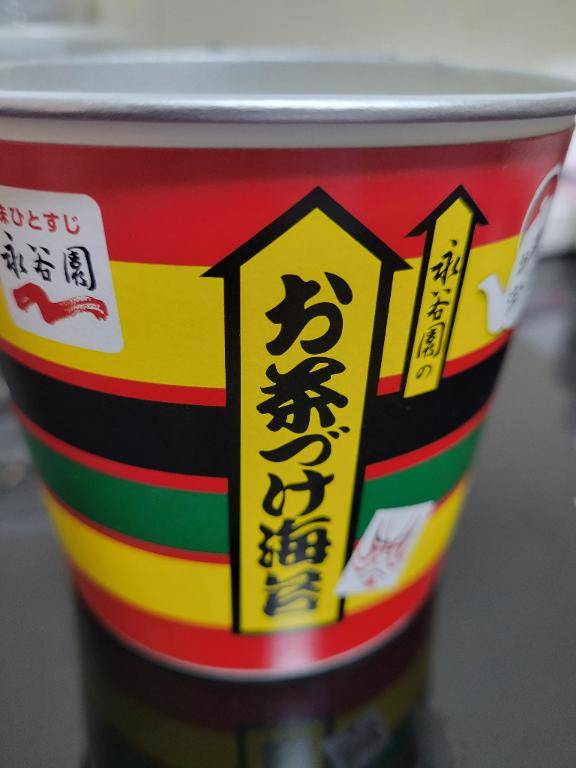 味ひとすじ
永谷園
永谷園の
お茶づけ海苔